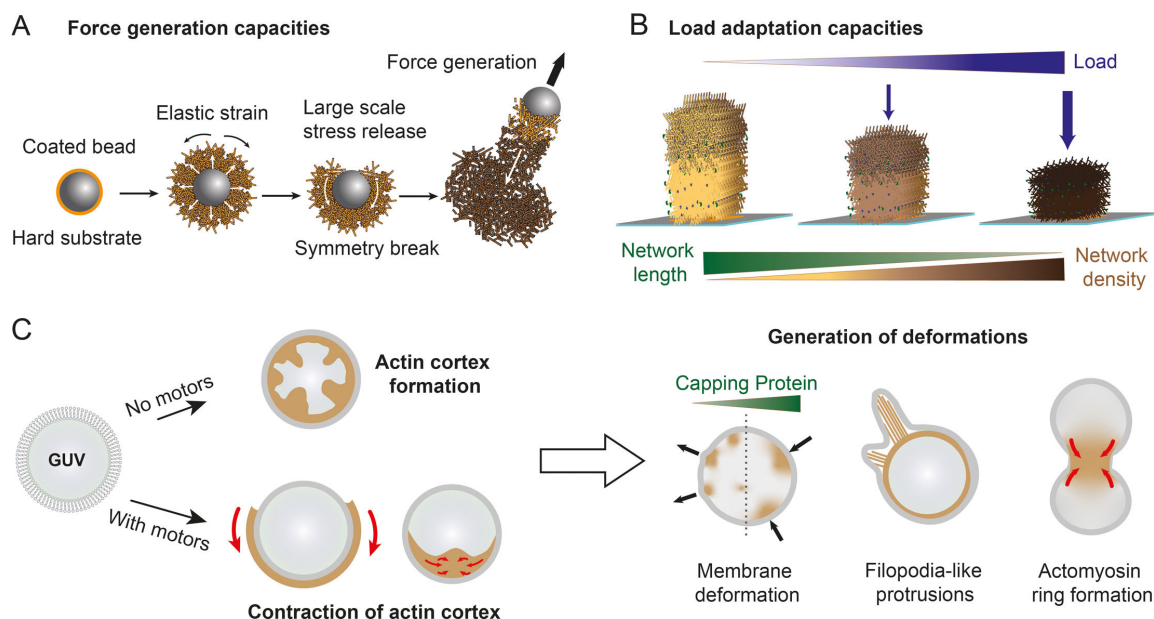 A
Force generation capacities
Force generation
Elastic strain
Large scale
stress release
Coated bead
Hard substrate
Symmetry break
B
Load adaptation capacities
Load
Network
length
Network
density
C
GUV
No motors
With motors
Actin cortex
formation
Contraction of actin cortex
Generation of deformations
Capping Protein
Membrane
deformation
Filopodia-like
protrusions
Actomyosin
ring formation